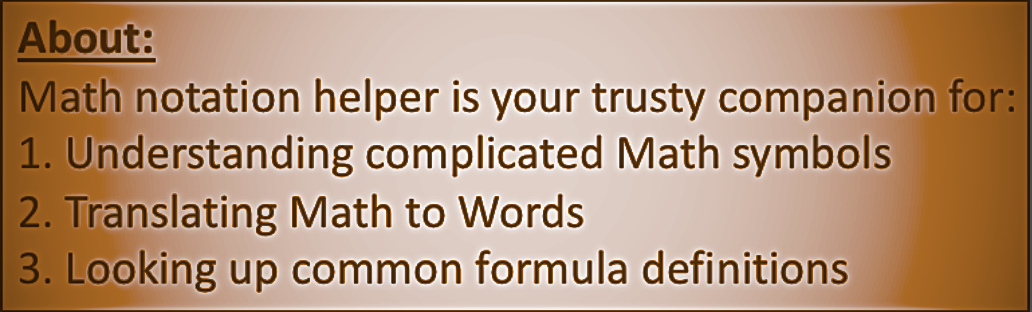 About:
Math notation helper is your trusty companion for:
1. Understanding complicated Math symbols
2. Translating Math to Words
3. Looking up common formula definitions